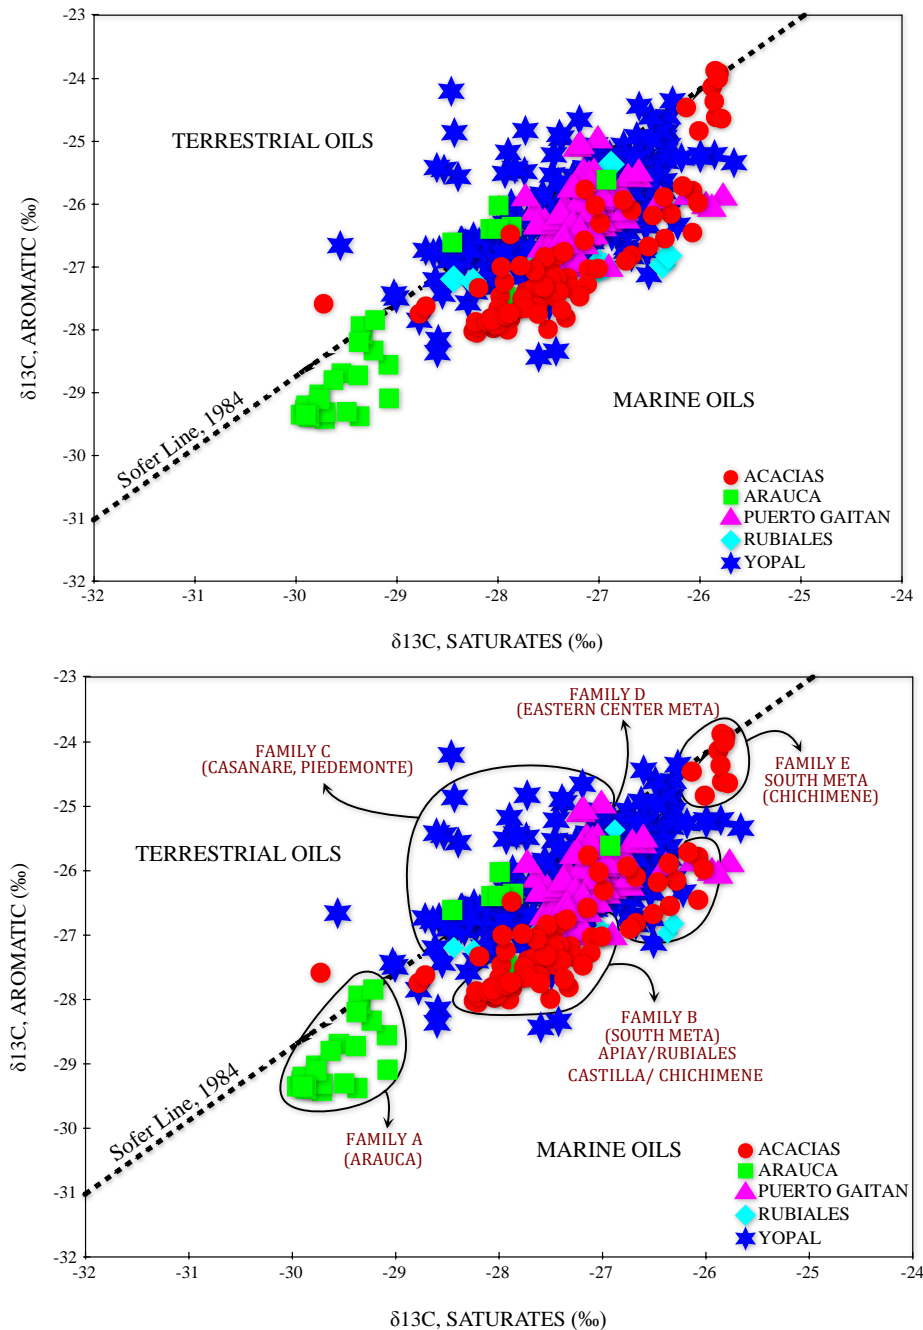 -23
-24
-25
-26
-27
-28
-29
-30
-31
-32
δ13C, AROMATIC (‰)
TERRESTRIAL OILS
MARINE OILS
Sofer Line, 1984
ACACIAS
ARAUCA
PUERTO GAITAN
RUBIALES
YOPAL
-32 -31 -30 -29 -28 -27 -26 -25 -24
δ13C, SATURATES (‰)
-23
-24
-25
-26
-27
-28
-29
-30
-31
-32
δ13C, AROMATIC (‰)
FAMILY D
(EASTERN CENTER META)
FAMILY C
(CASANARE, PIEDEMONTE)
FAMILY E
SOUTH META
(CHICHIMENE)
TERRESTRIAL OILS
FAMILY B
(SOUTH META)
APIAY/RUBIALES
CASTILLA/ CHICHIMENE
Sofer Line, 1984
FAMILY A
(ARAUCA)
MARINE OILS
ACACIAS
ARAUCA
PUERTO GAITAN
RUBIALES
YOPAL
-32 -31 -30 -29 -28 -27 -26 -25 -24
δ13C, SATURATES (‰)